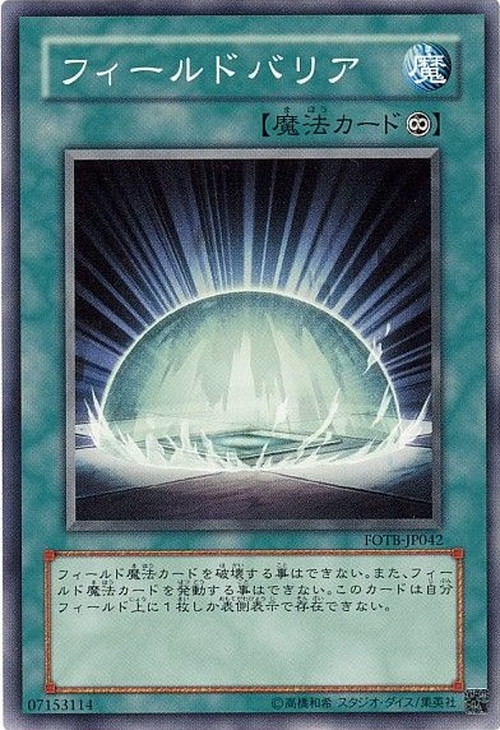 フィールドバリア
魔
【魔法カード∞】
FOTB-JP042
フィールド魔法カードを破壊する事はできない。また、フィー
ルド魔法カードを発動する事はできない。このカードは自分
フィールド上に1枚しか表側表示で存在できない。
07153114
©高橋和希 スタジオ・ダイス/集英社